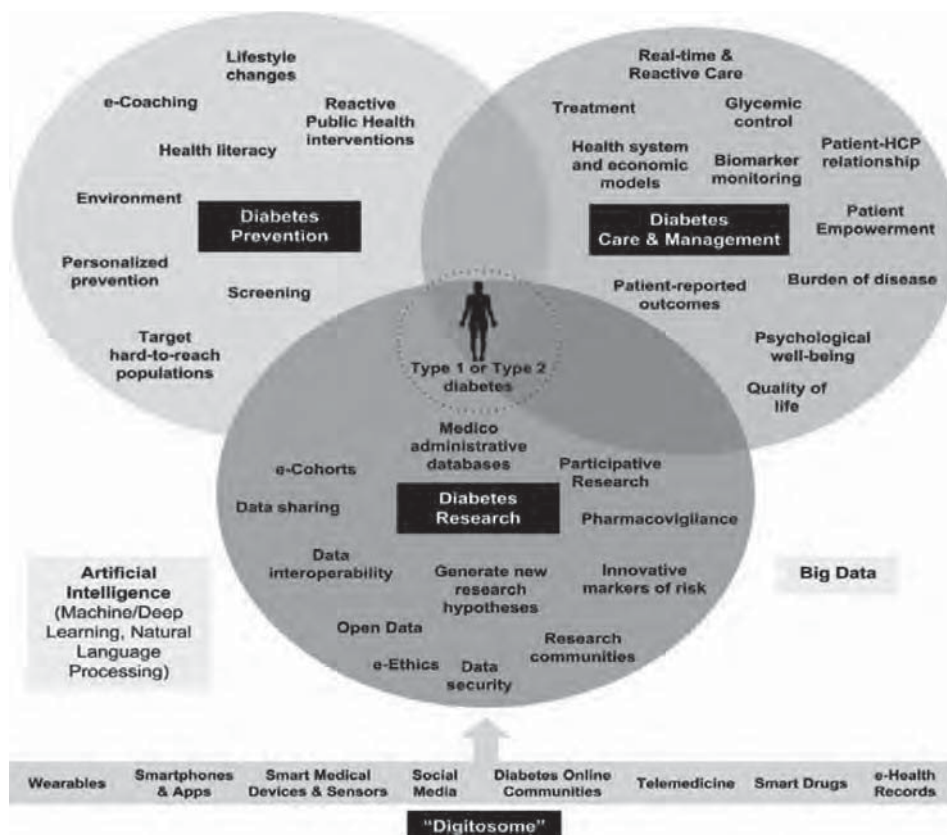 Lifestyle
changes
e-Coaching
Reactive
Public Health
interventions
Health literacy
Environment
Diabetes
Prevention
Personalized
prevention
Screening
Target
hard-to-reach
populations
Real-time &
Reactive Care
Treatment
Glycemic
control
Health system
and economic
models
Biomarker
monitoring
Patient-HCP
relationship
Diabetes
Care & Management
Patient
Empowerment
Patient-reported
outcomes
Burden of disease
Psychological
well-being
Quality of
life
Type 1 or Type 2
diabetes
Medico
administrative
databases
e-Cohorts
Participative
Research
Data sharing
Diabetes
Research
Pharmacovigliance
Data
interoperability
Generate new
research
hypotheses
Innovative
markers of risk
Open Data
Research
communities
e-Ethics
Data
security
Artificial
Intelligence
(Machine/Deep
Learning, Natural
Language
Processing)
Big Data
Wearables
Smartphones
& Apps
Smart Medical
Devices & Sensors
Social
Media
Diabetes Online
Communities
Telemedicine
Smart Drugs
e-Health
Records
"Digitosome"